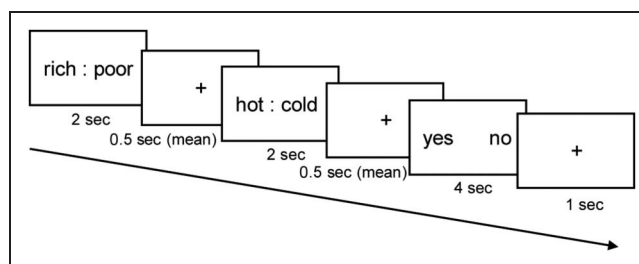 rich : poor
2 sec
+
0.5 sec (mean)
hot : cold
2 sec
+
0.5 sec (mean)
yes no
4 sec
+
1 sec